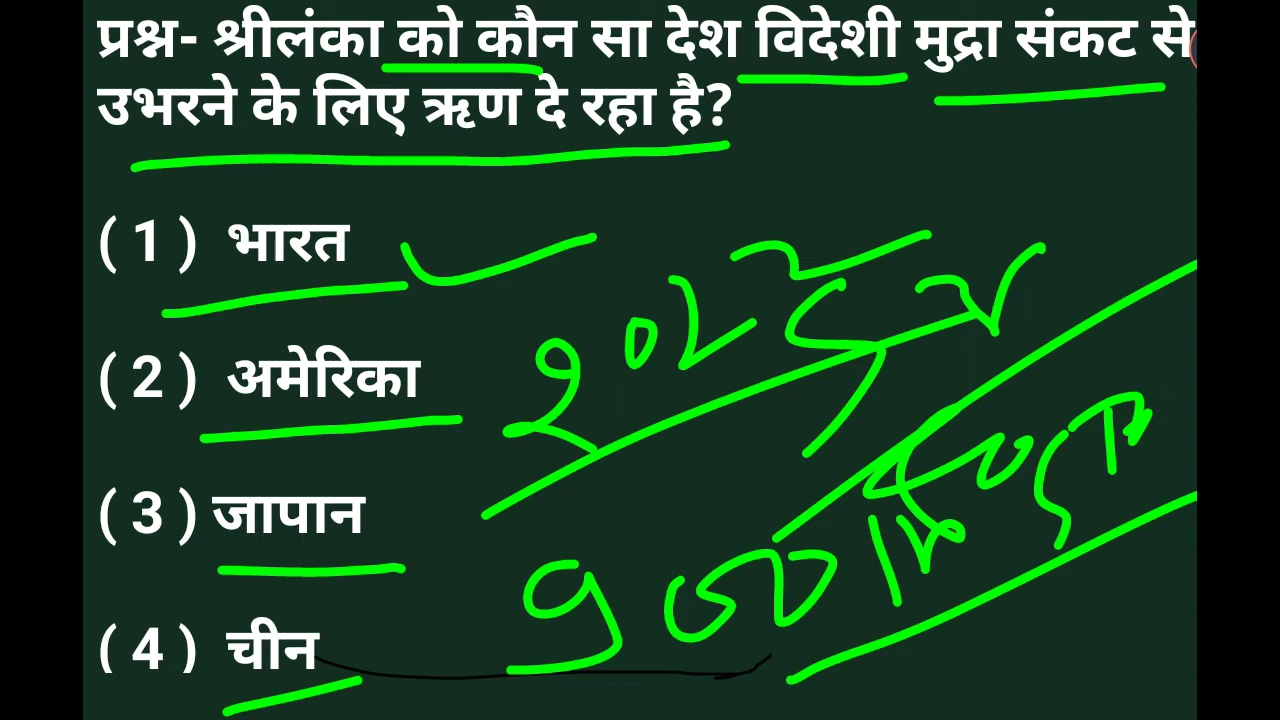 प्रश्न- श्रीलंका को कौन सा देश विदेशी मुद्रा संकट से
उभरने के लिए ऋण दे रहा है?
( 1 ) भारत
( 2 ) अमेरिका
( 3 ) जापान
( 4 ) चीन